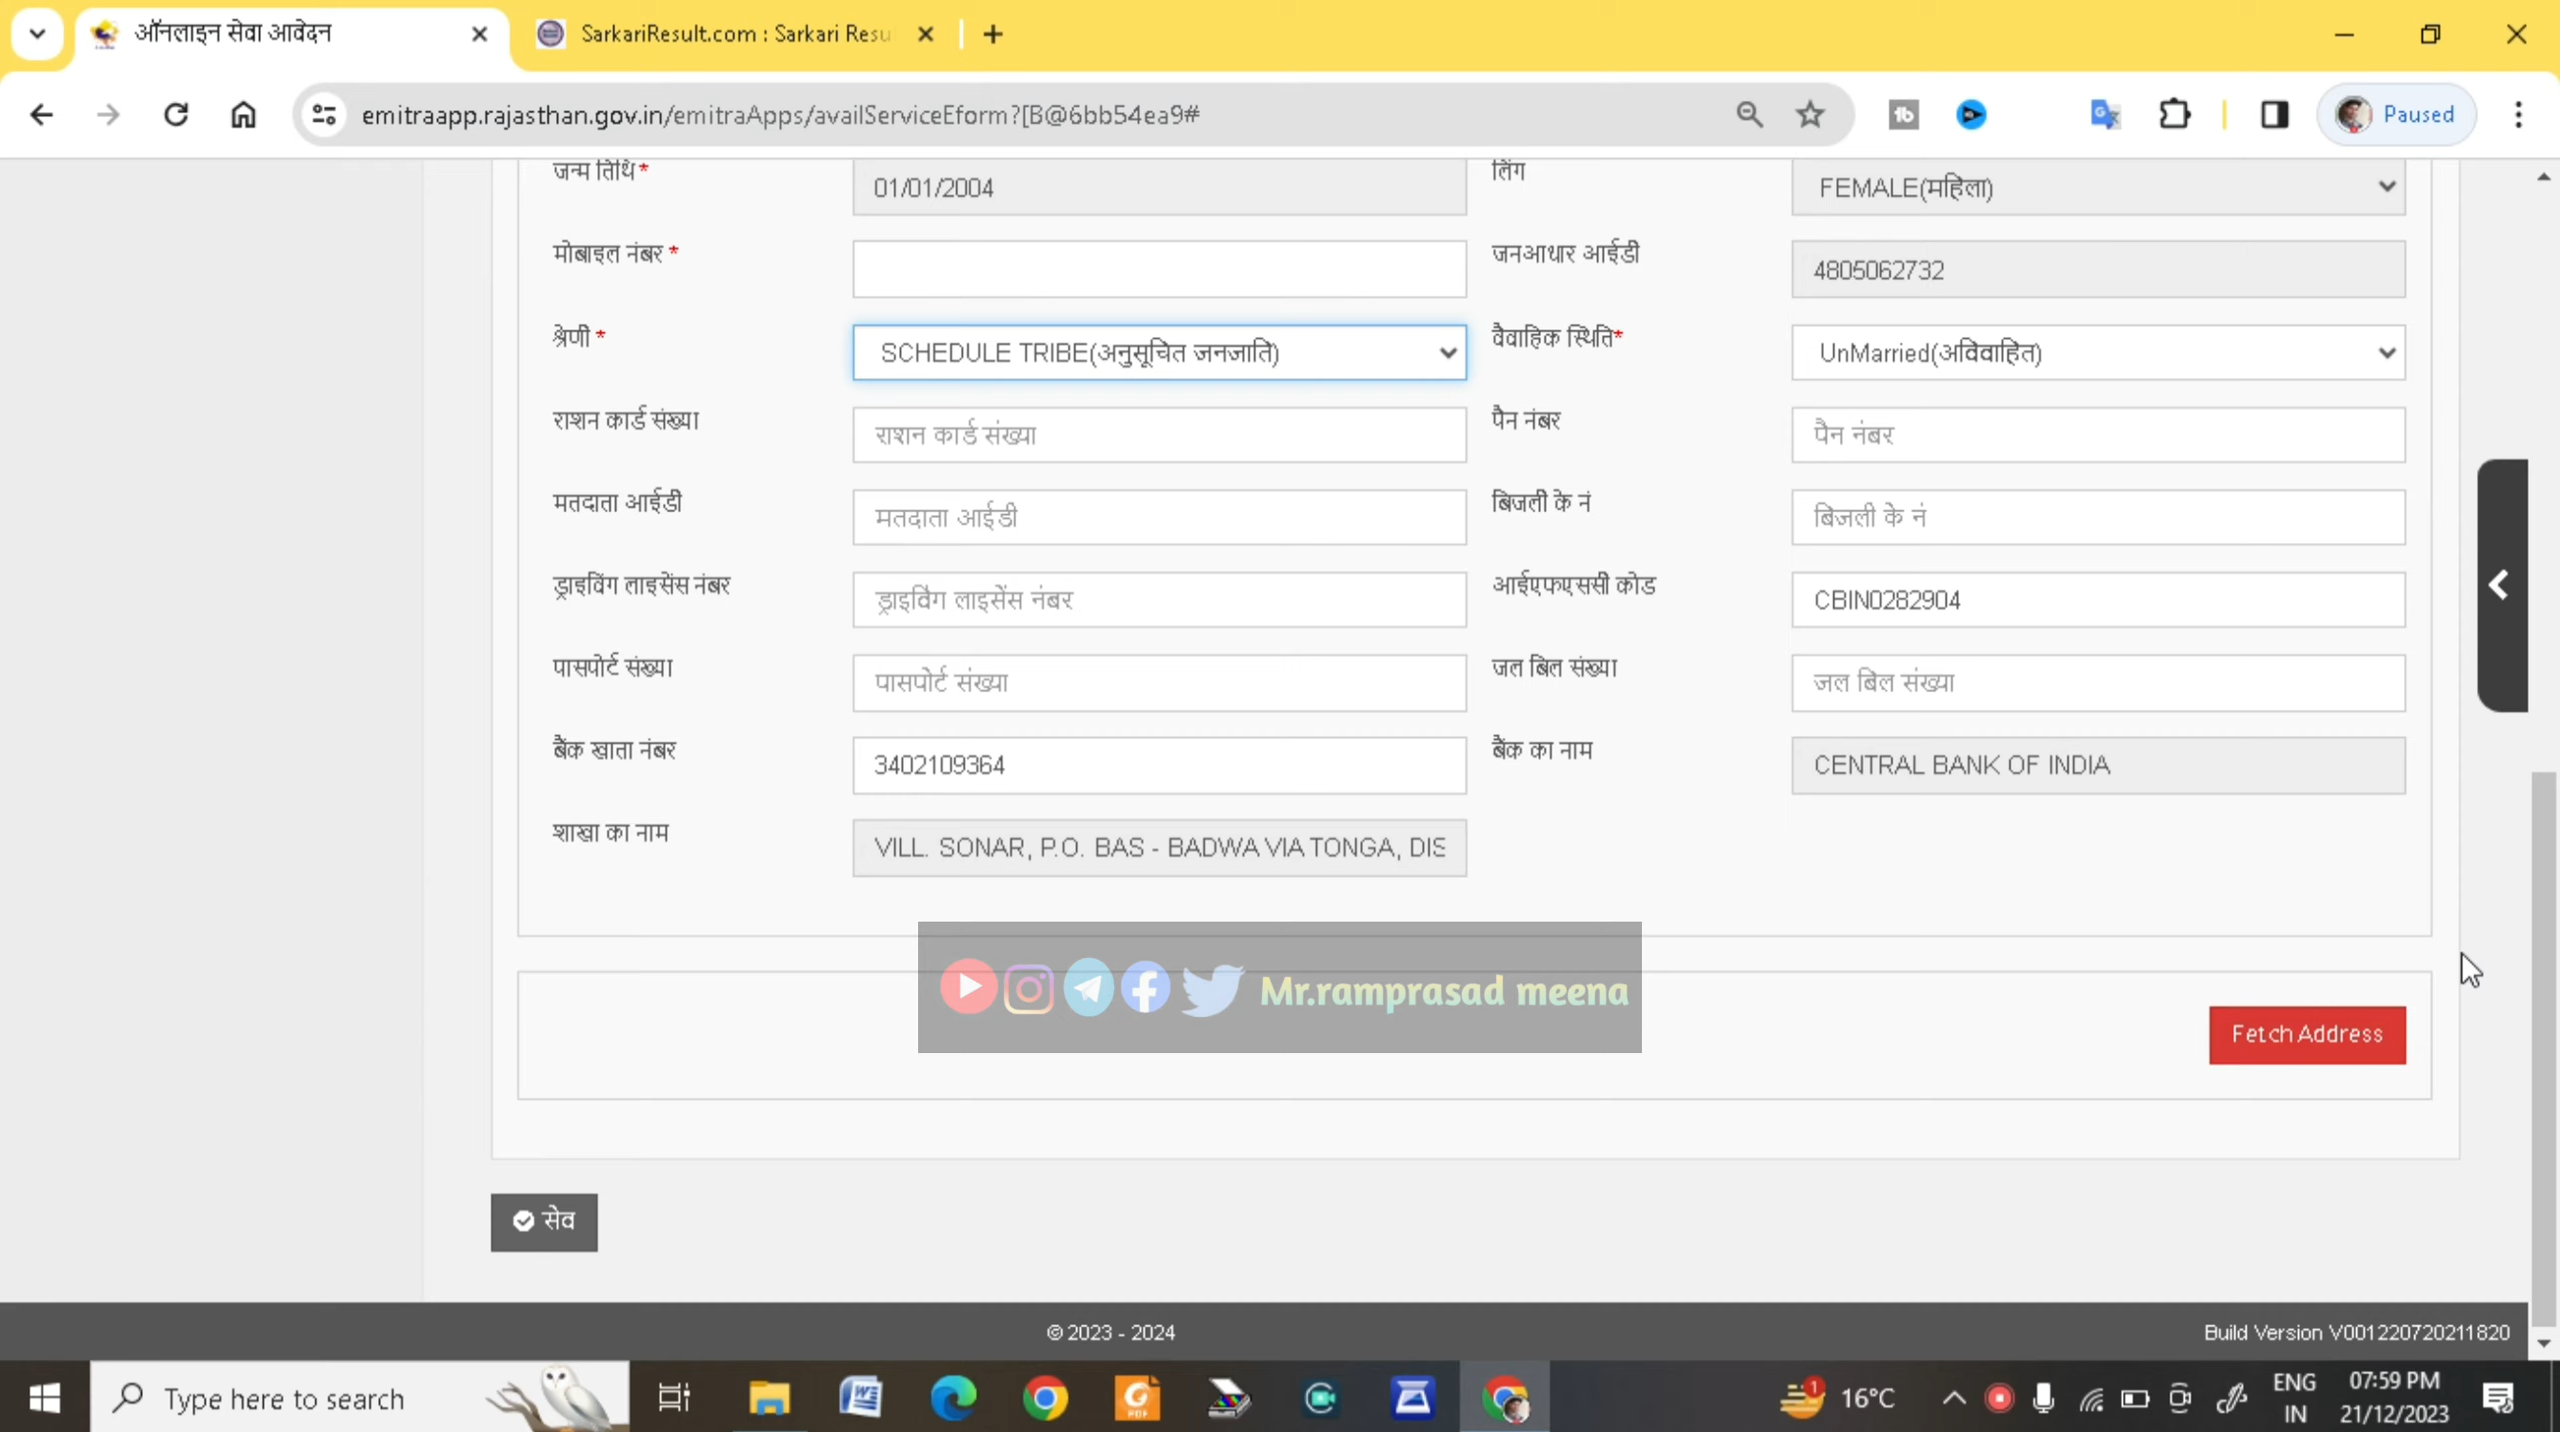 ऑनलाइन सेवा आवेदन
SarkariResult.com : Sarkari Resu
emitraapp.rajasthan.gov.in/emitraApps/availServiceEform?[B@6bb54ea9#
Paused
जन्म तिथि* 01/01/2004 लिंग FEMALE(महिला)
मोबाइल नंबर * जनआधार आईडी 4805062732
श्रेणी * SCHEDULE TRIBE(अनुसूचित जनजाति) वैवाहिक स्थिति* UnMarried(अविवाहित)
राशन कार्ड संख्या राशन कार्ड संख्या पैन नंबर पैन नंबर
मतदाता आईडी मतदाता आईडी बिजली के नं बिजली के नं
ड्राइविंग लाइसेंस नंबर ड्राइविंग लाइसेंस नंबर आईएफएससी कोड CBIN0282904
पासपोर्ट संख्या पासपोर्ट संख्या जल बिल संख्या जल बिल संख्या
बैंक खाता नंबर 3402109364 बैंक का नाम CENTRAL BANK OF INDIA
शाखा का नाम VILL. SONAR, P.O. BAS - BADWA VIA TONGA, DIS
Mr.ramprasad meena
Fetch Address
सेव
© 2023 - 2024
Build Version V001220720211820
Type here to search
1
16°C
ENG
IN
07:59 PM
21/12/2023